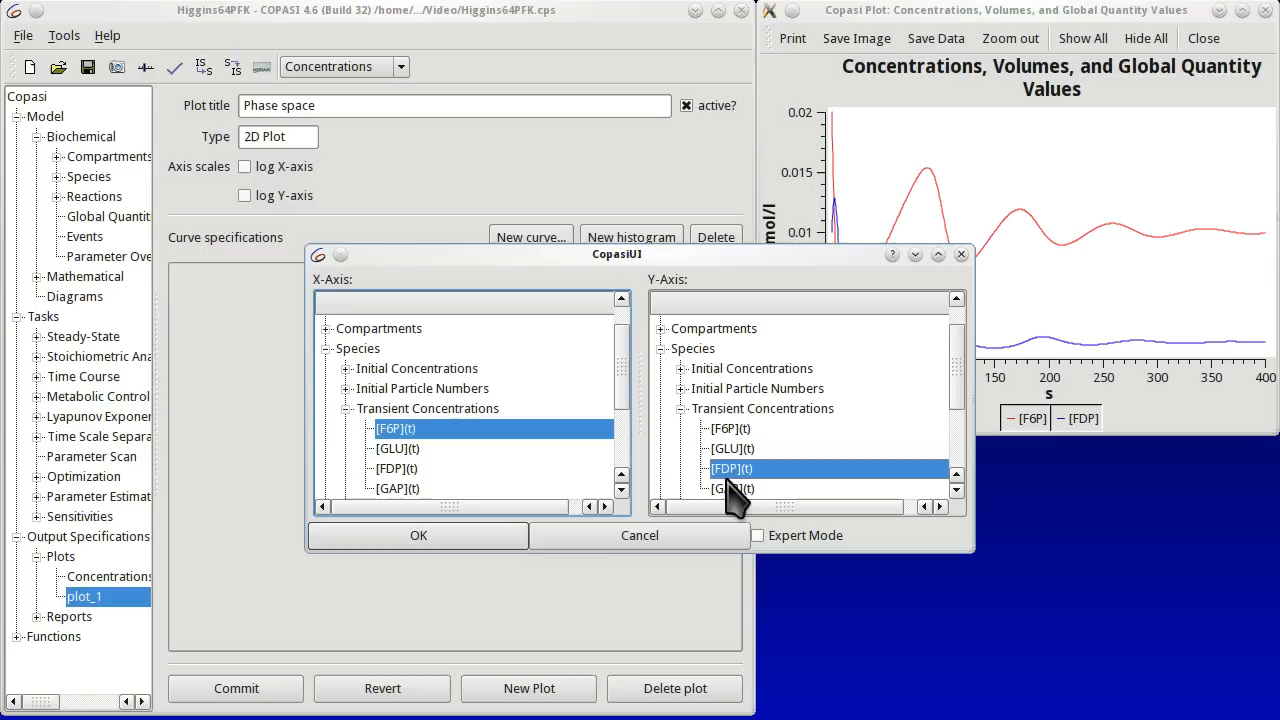 Higgins64PFK - COPASI 4.6 (Build 32) /home/.../Video/Higgins64PFK.cps
File Tools Help
Concentrations
Copasi
Model
Biochemical
Compartments
Species
Reactions
Global Quantit
Events
Parameter Ove
Mathematical
Diagrams
Tasks
Steady-State
Stoichiometric Ana
Time Course
Metabolic Control
Lyapunov Exponen
Time Scale Separa
Parameter Scan
Optimization
Parameter Estimat
Sensitivities
Output Specifications
Plots
Concentrations
plot_1
Reports
Functions
Plot title Phase space active?
Type 2D Plot
Axis scales log X-axis
log Y-axis
Curve specifications New curve... New histogram Delete
Commit Revert New Plot Delete plot
CopasiUI
X-Axis:
Compartments
Species
Initial Concentrations
Initial Particle Numbers
Transient Concentrations
[F6P](t)
[GLU](t)
[FDP](t)
[GAP](t)
Y-Axis:
Compartments
Species
Initial Concentrations
Initial Particle Numbers
Transient Concentrations
[F6P](t)
[GLU](t)
[FDP](t)
OK Cancel Expert Mode
Copasi Plot: Concentrations, Volumes, and Global Quantity Values
Print Save Image Save Data Zoom out Show All Hide All Close
Concentrations, Volumes, and Global Quantity
Values
0.02
0.015
0.01
mol/l
150 200 250 300 350 400
s
[F6P] [FDP]